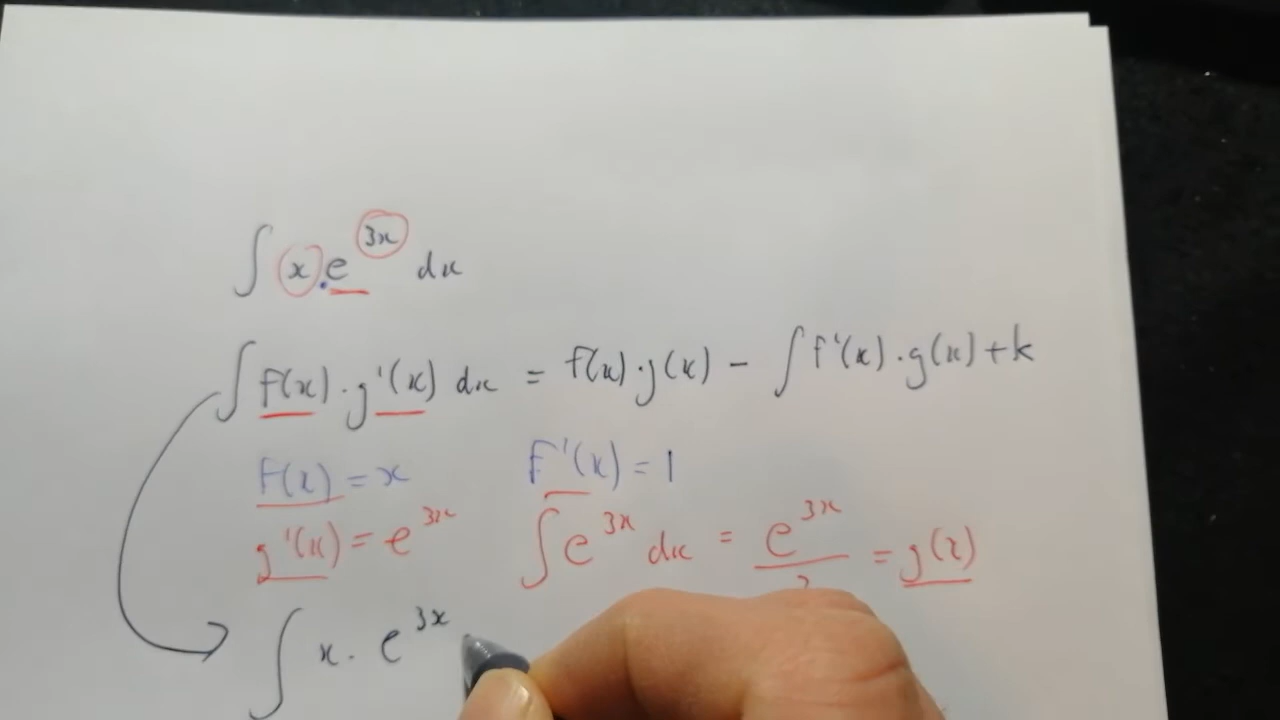 ∫ x.e^{3x} dx
∫ f(x)·g'(x) dx = f(x)·g(x) - ∫ f'(x)·g(x) + k
F(x) = x F'(x) = 1
g'(x) = e^{3x} ∫ e^{3x} dx = e^{3x}/ = g(x)
∫ x · e^{3x}